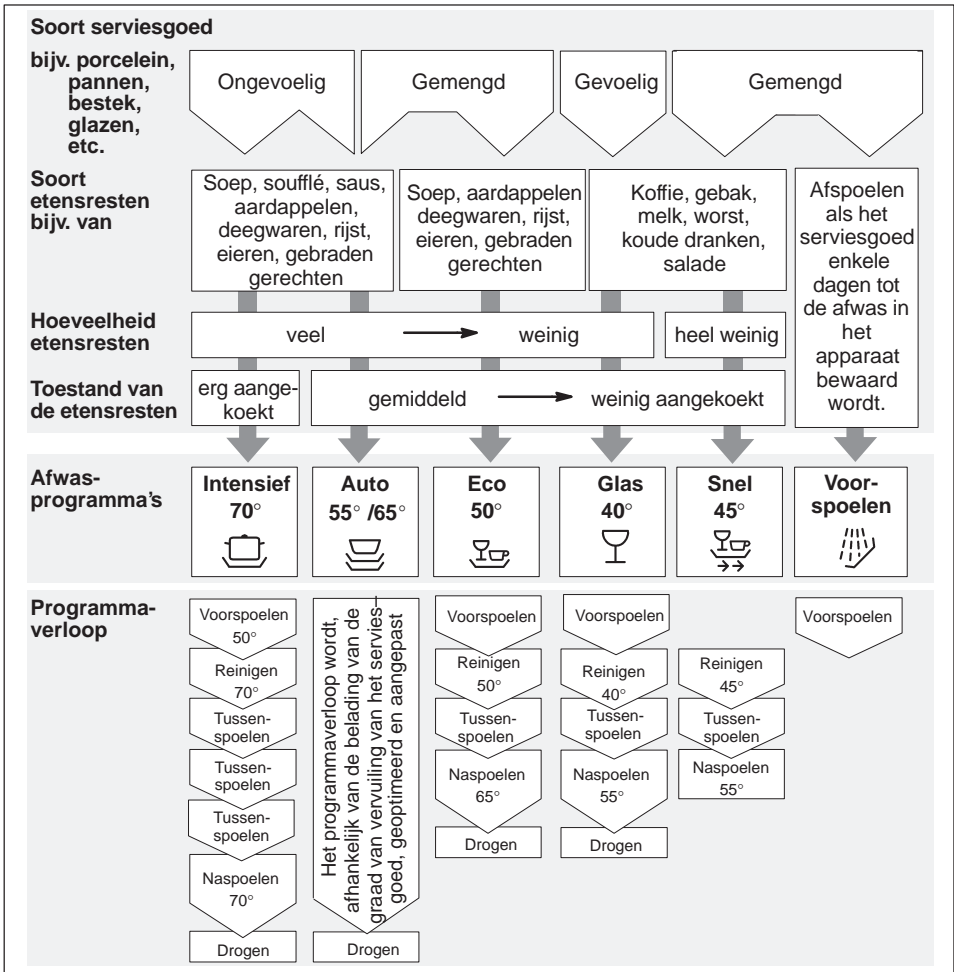 Soort serviesgoed
bijv. porcelein,
pannen,
bestek,
glazen,
etc.
Ongevoelig
Gemengd
Gevoelig
Gemengd
Soort
etensresten
bijv. van
Soep, soufflé, saus,
aardappelen,
deegwaren, rijst,
eieren, gebraden
gerechten
Soep, aardappelen
deegwaren, rijst,
eieren, gebraden
gerechten
Koffie, gebak,
melk, worst,
koude dranken,
salade
Afspoelen
als het
serviesgoed
enkele
dagen tot
de afwas in
het
apparaat
bewaard
wordt.
Hoeveelheid
etensresten
veel
weinig
heel weinig
Toestand van
de etensresten
erg aange-
koekt
gemiddeld
weinig aangekoekt
Afwas-
programma's
Intensief
70°
Auto
55° /65°
Eco
50°
Glas
40°
Snel
45°
Voor-
spoelen
Programma-
verloop
Voorspoelen
50°
Reinigen
70°
Tussen-
spoelen
Tussen-
spoelen
Tussen-
spoelen
Naspoelen
70°
Drogen
Het programmaverloop wordt,
afhankelijk van de belading van de
graad van vervuiling van het servies–
goed, geoptimeerd en aangepast
Drogen
Voorspoelen
Reinigen
50°
Tussen-
spoelen
Naspoelen
65°
Drogen
Voorspoelen
Reinigen
40°
Tussen-
spoelen
Naspoelen
55°
Drogen
Reinigen
45°
Tussen-
spoelen
Naspoelen
55°
Voorspoelen